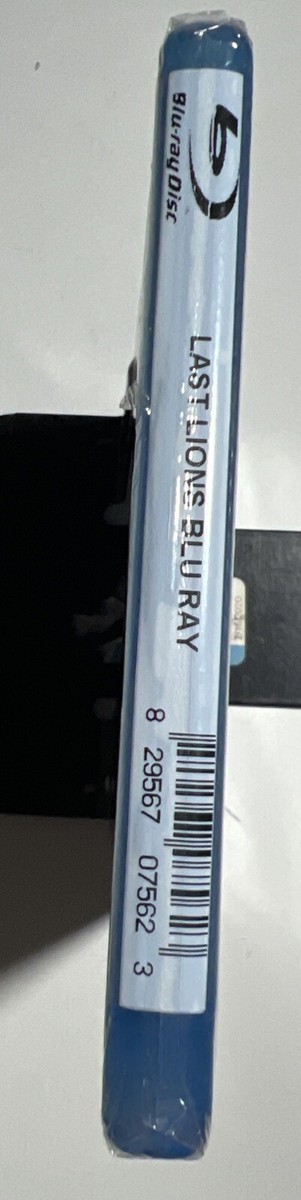 Blu-ray Disc
LAST LIONS BLU RAY
8 29567 07562 3